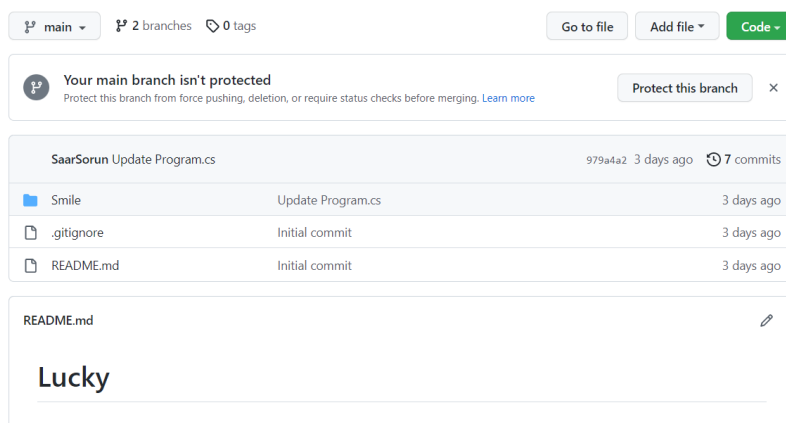 main 2 branches 0 tags Go to file Add file Code
Your main branch isn't protected
Protect this branch from force pushing, deletion, or require status checks before merging. Learn more
Protect this branch
SaarSorun Update Program.cs 979a4a2 3 days ago 7 commits
Smile Update Program.cs 3 days ago
.gitignore Initial commit 3 days ago
README.md Initial commit 3 days ago
README.md
Lucky